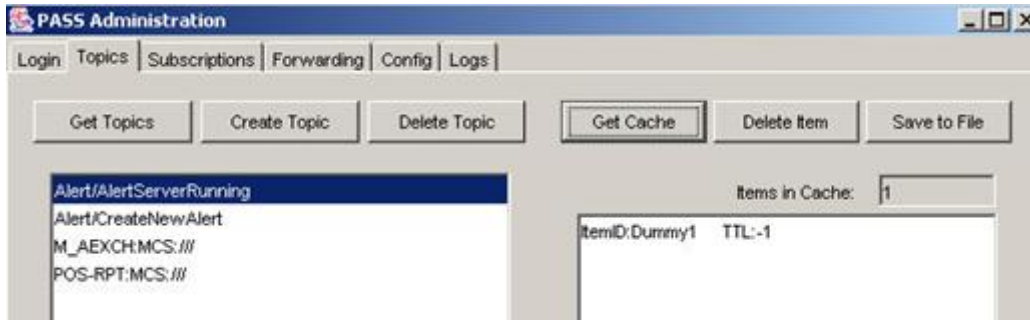 PASS Administration
Login Topics Subscriptions Forwarding Config Logs
Get Topics Create Topic Delete Topic Get Cache Delete Item Save to File
Alert/AlertServerRunning
Alert/CreateNewAlert
M_AEXCH:MCS:///
POS-RPT:MCS:///
Items in Cache: 1
ItemID:Dummy1 TTL:-1